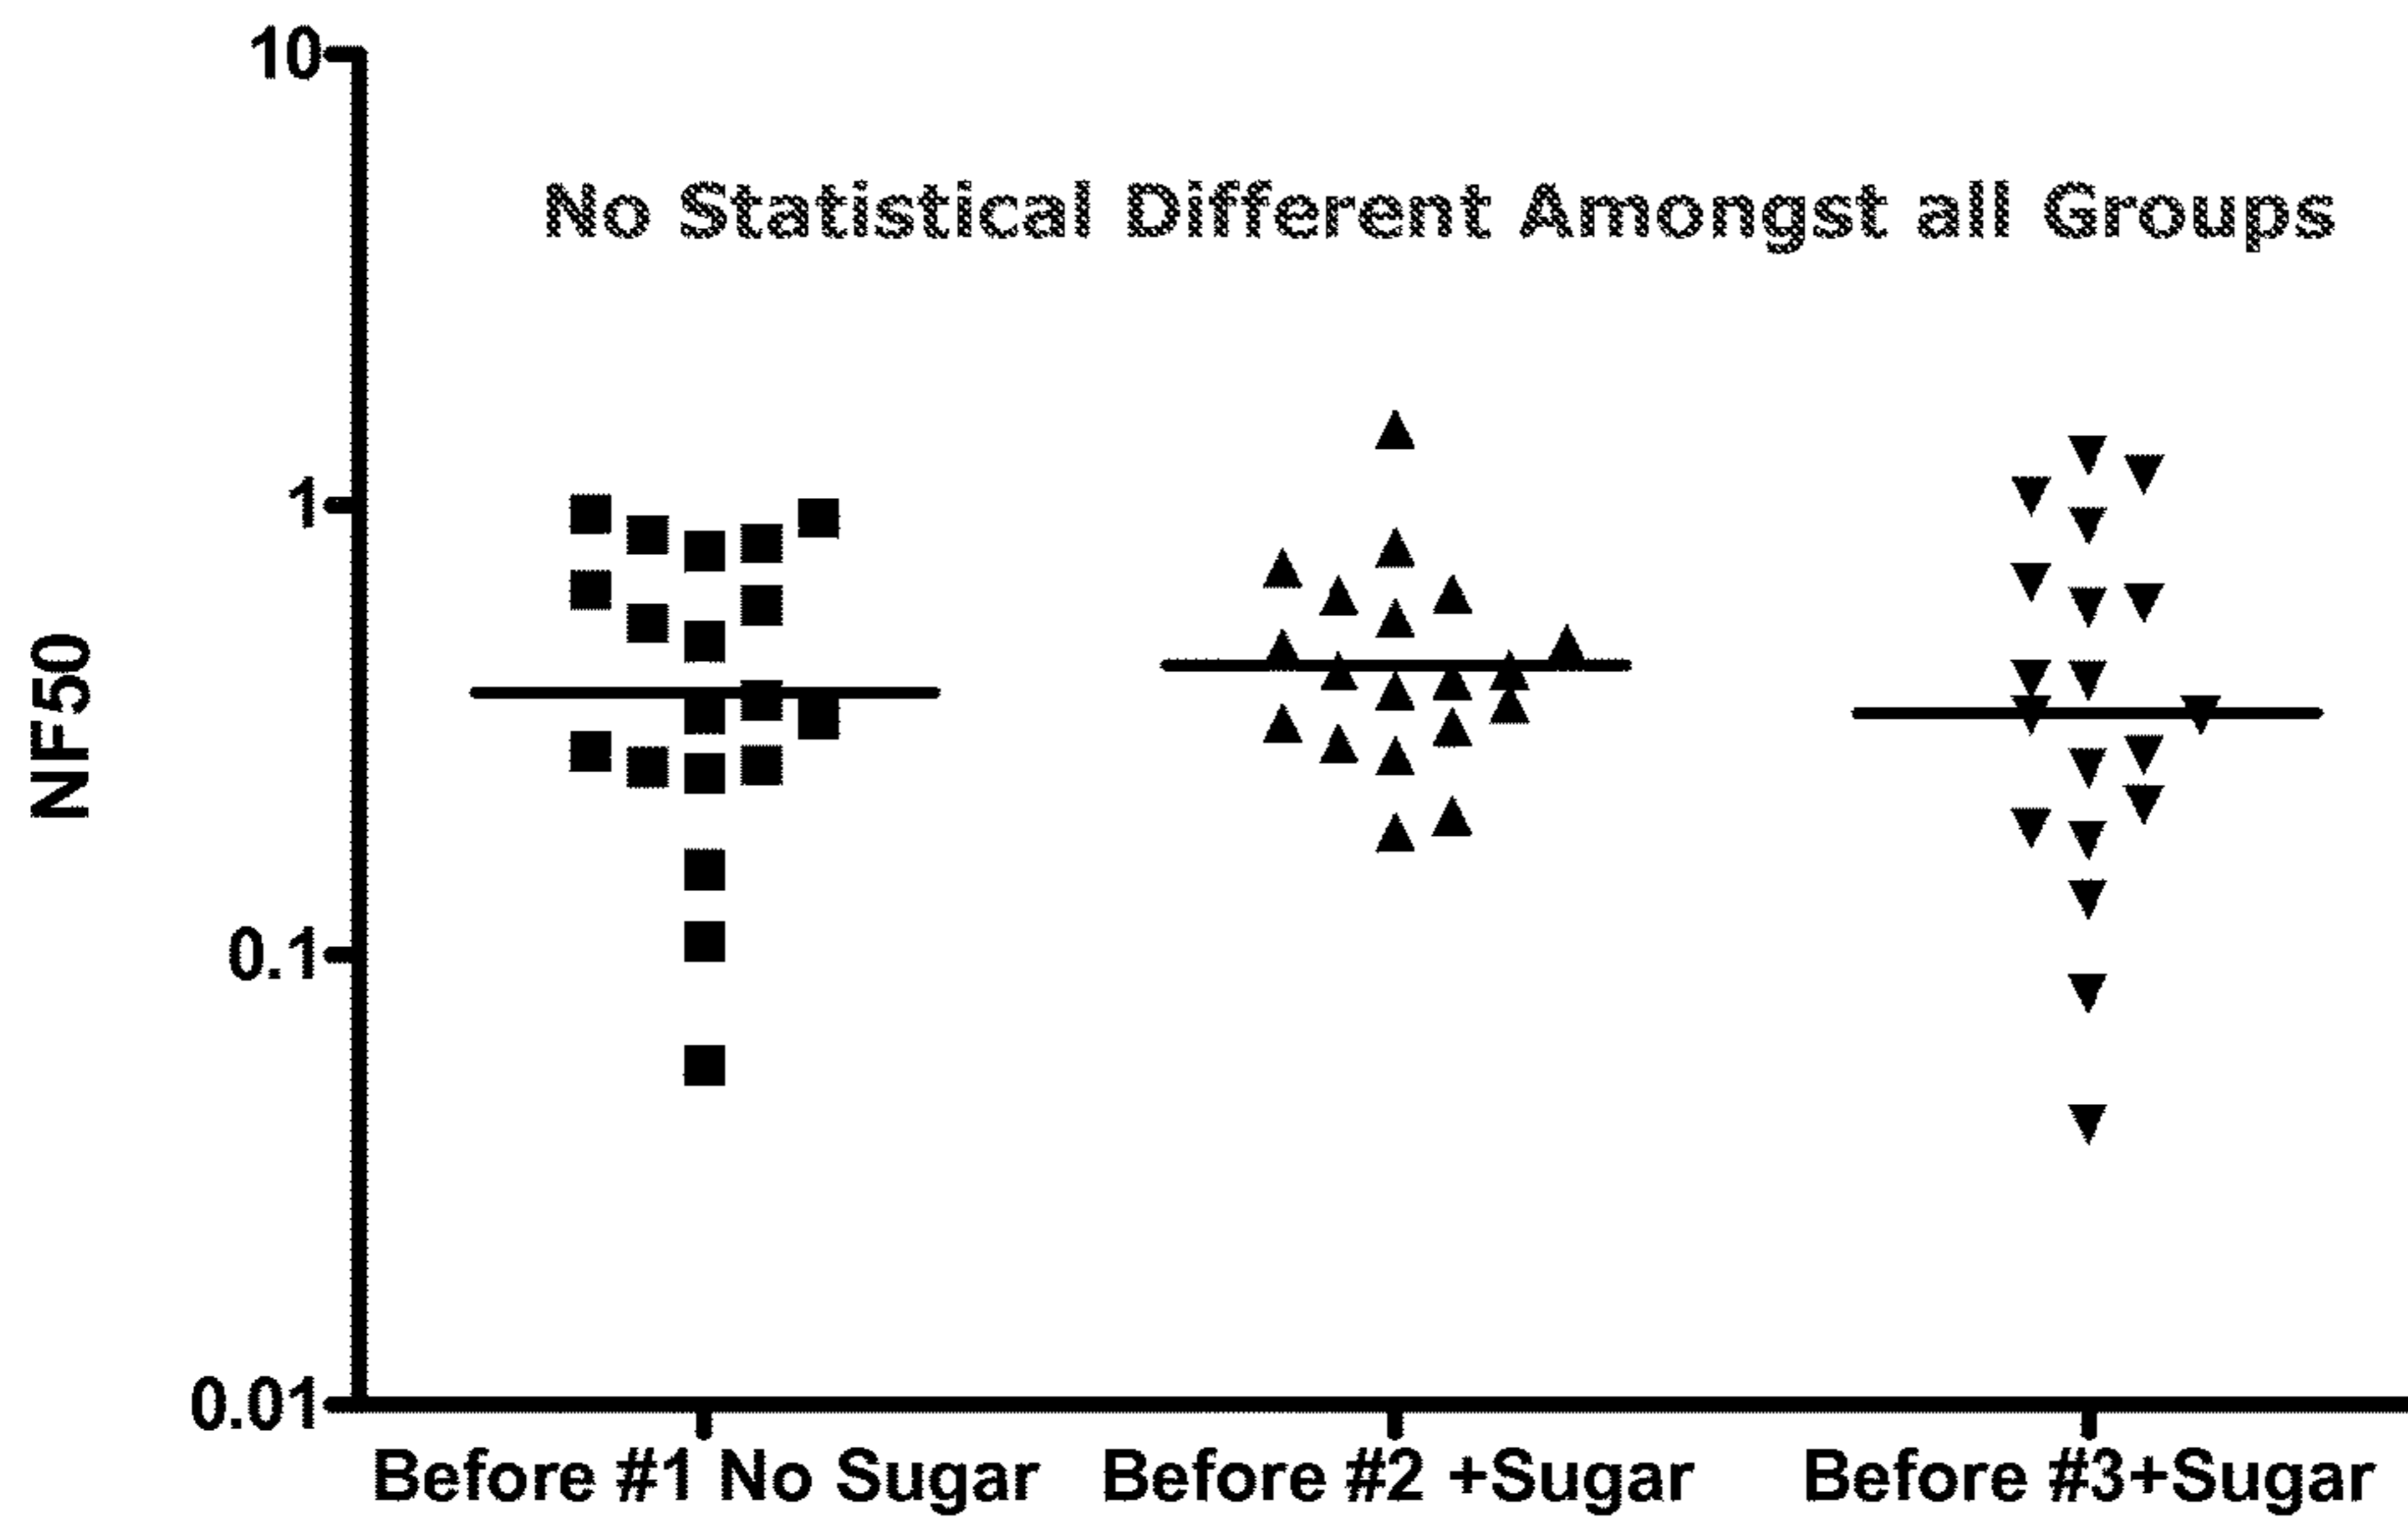 10
No Statistical Different Amongst all Groups
1
NF50
0.1
0.01
Before #1 No Sugar
Before #2 +Sugar
Before #3+Sugar